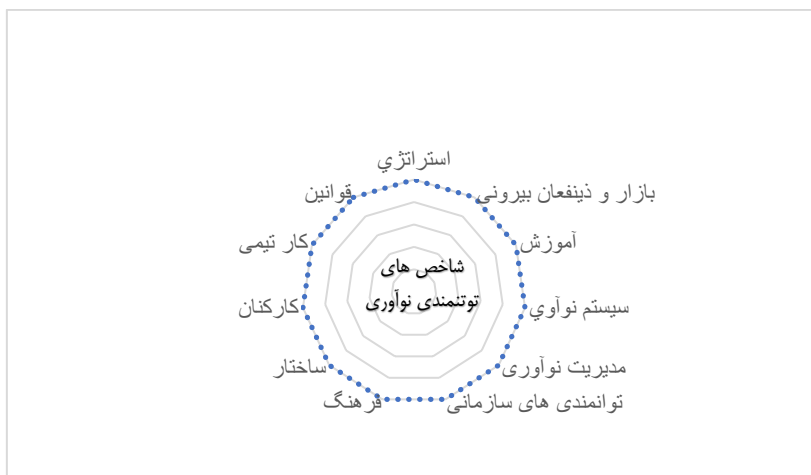 استراتژي
قوانین
بازار و ذینفعان بیرونی
کار تیمی
آموزش
شاخص های
توتنمندی نوآوری
کارکنان
سیستم نوآوي
ساختار
مدیریت نوآوری
فرهنگ
توانمندی های سازمانی